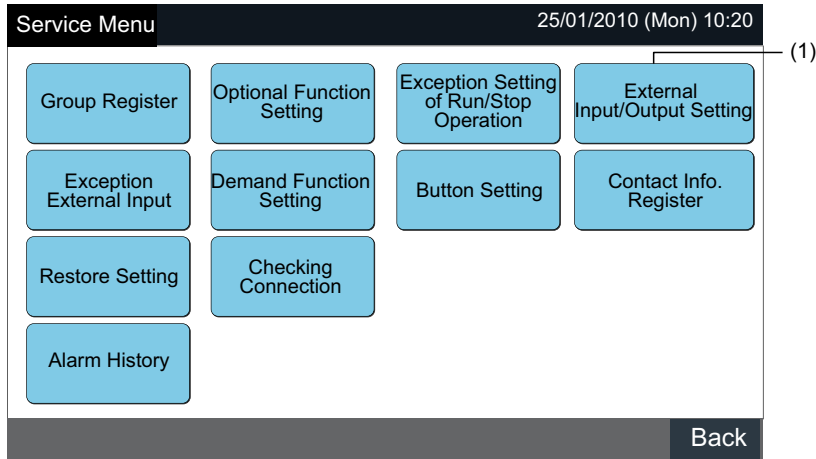 Service Menu
25/01/2010 (Mon) 10:20
(1)
Group Register
Optional Function
Setting
Exception Setting
of Run/Stop
Operation
External
Input/Output Setting
Exception
External Input
Demand Function
Setting
Button Setting
Contact Info.
Register
Restore Setting
Checking
Connection
Alarm History
Back